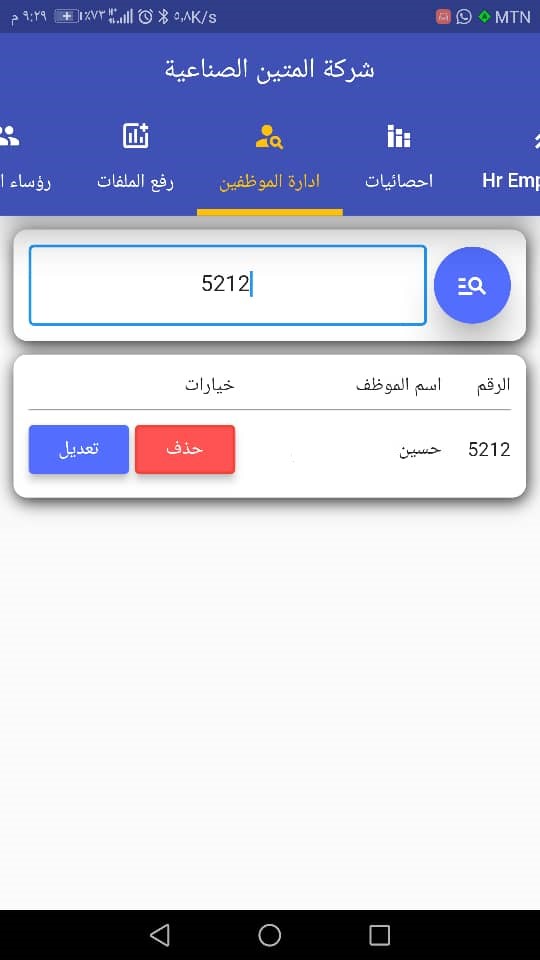 MTN ٥,٨K/s ٪٧٣ ٩:٢٩ م
شركة المتين الصناعية
Hr Emp احصائيات ادارة الموظفين رفع الملفات رؤساء ا
5212
الرقم اسم الموظف خيارات
5212 حسين حذف تعديل